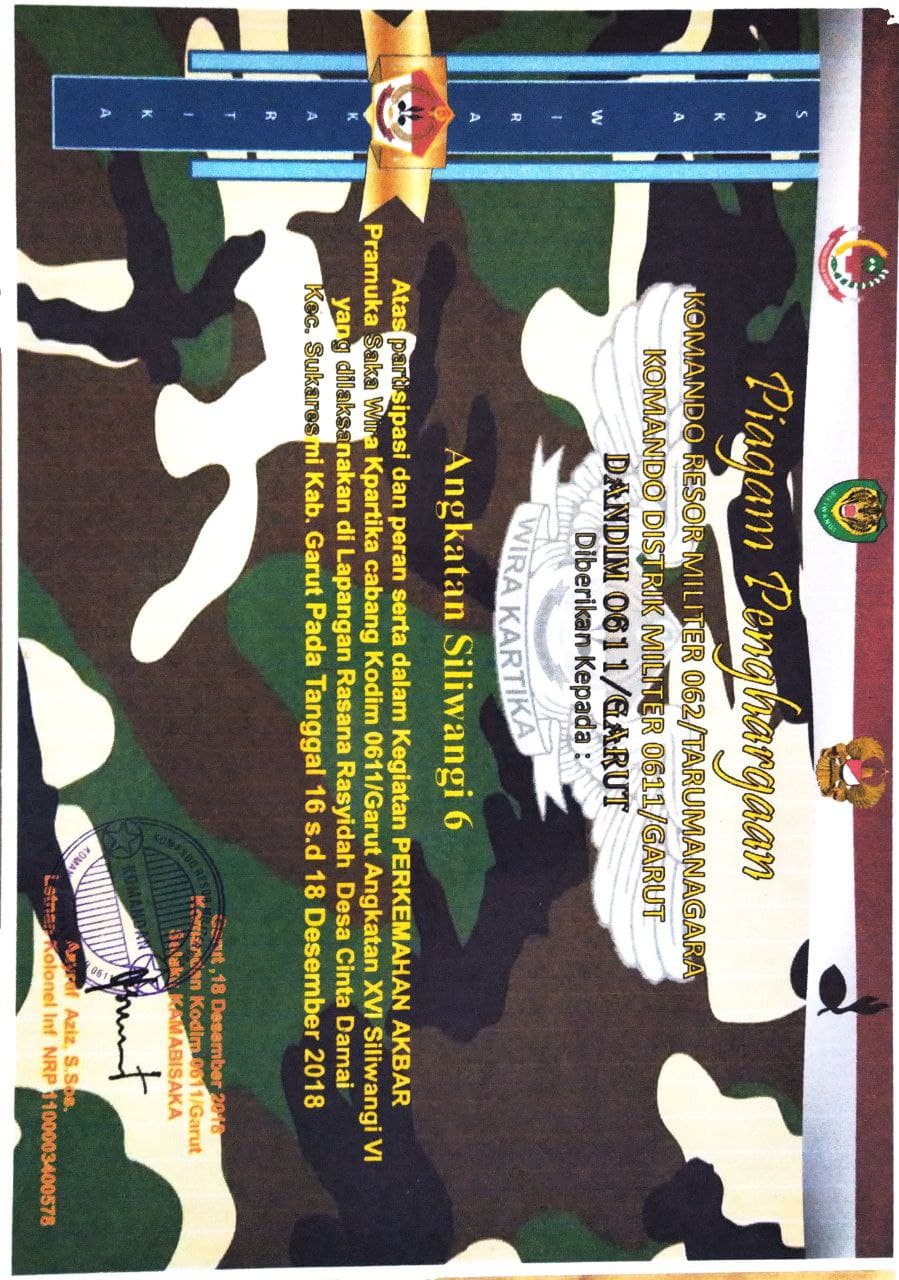 SILIWANGI
Piagam Penghargaan
KOMANDO RESOR MILITER 062/TARUMANAGARA
KOMANDO DISTRIK MILITER 0611/GARUT
DANDIM 0611/GARUT
Diberikan Kepada :
WIRA KARTIKA
Angkatan Siliwangi 6
Atas partisipasi dan peran serta dalam Kegiatan PERKEMAHAN AKBAR
Pramuka Saka Wira Kpartika cabang Kodim 0611/Garut Angkatan XVI Siliwangi VI
yang dilaksanakan di Lapangan Rasana Rasyidah Desa Cinta Damai
Kec. Sukaresmi Kab. Garut Pada Tanggal 16 s.d 18 Desember 2018
SAKA WIRA KARTIKA
Garut ,18 Desember 2018
Komandan Kodim 0611/Garut
Selaku KAMABISAKA
KOMANDAN
Asyraf Aziz, S.Sos.
Letnan Kolonel Inf NRP 1100003400578